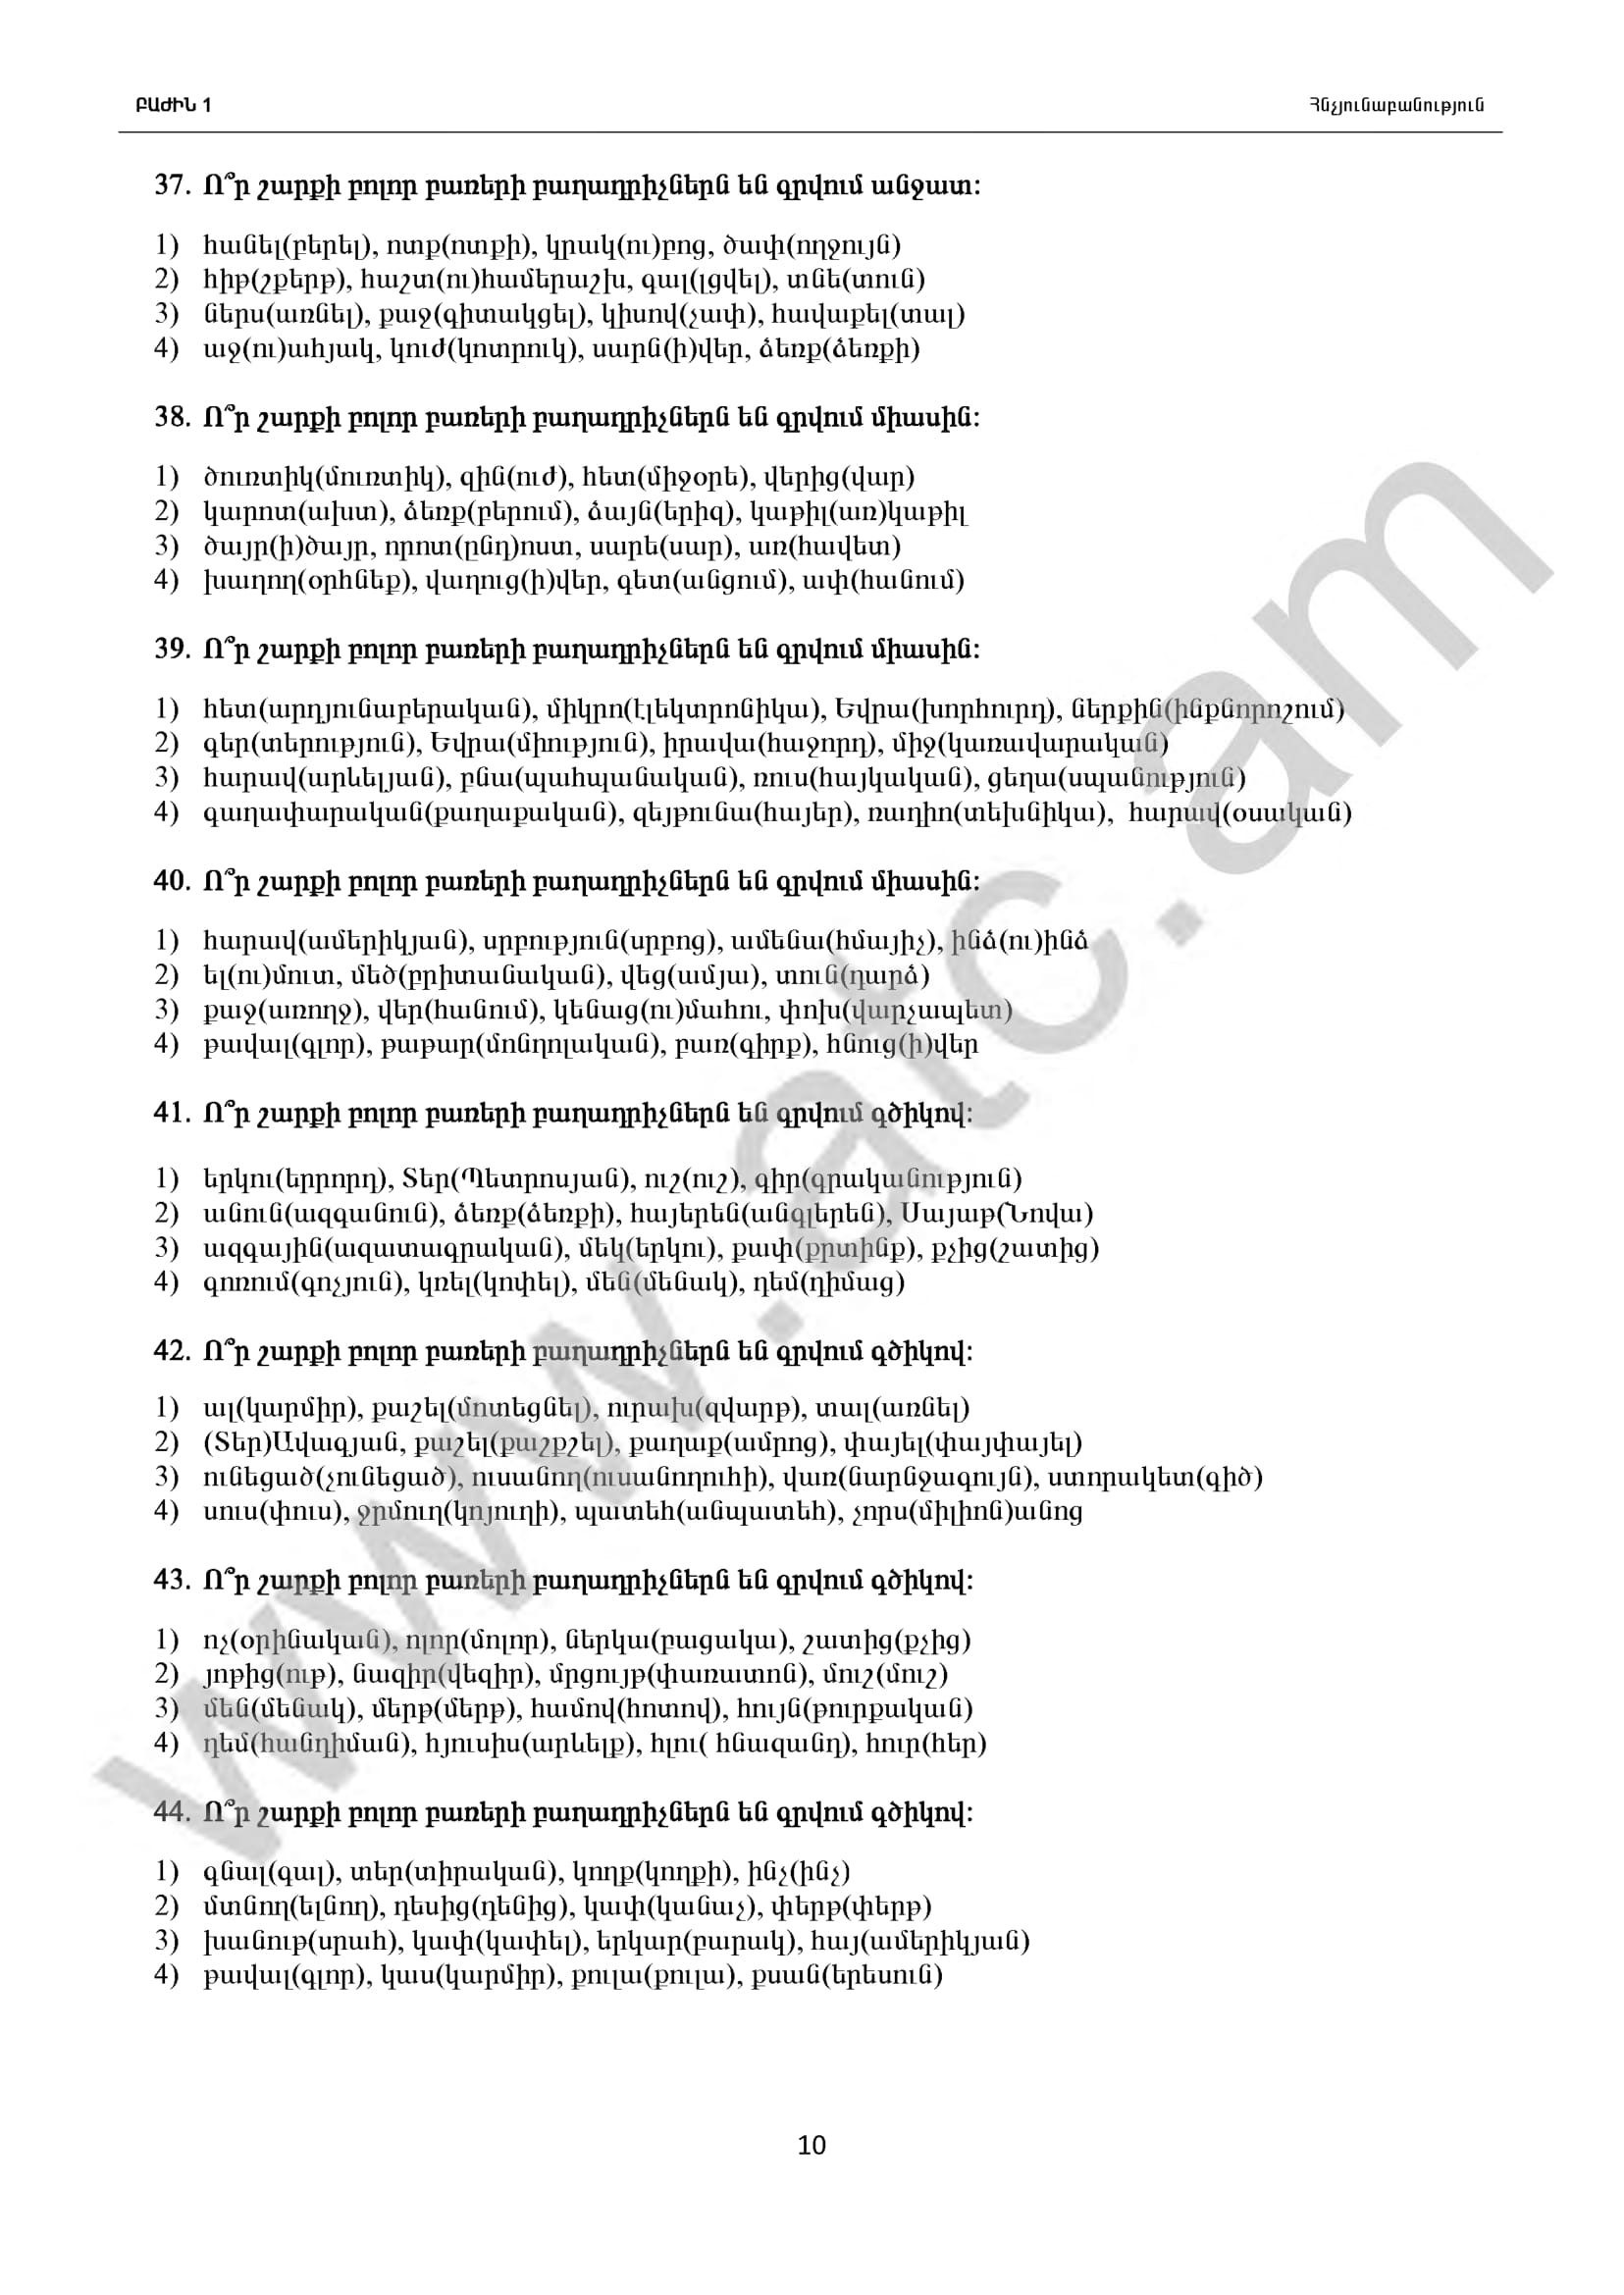 ԲԱԺԻՆ 1
Հնչյունաբանություն
37. Ո՞ր շարքի բոլոր բառերի բաղադրիչներն են գրվում անջատ:
1) հանել(բերել), ոտք(ոտքի), կրակ(ու)բոց, ծափ(ողջույն)
2) հիթ(շքերթ), հաշտ(ու)համերաշխ, գալ(լցվել), տնե(տուն)
3) ներս(առնել), քաջ(գիտակցել), կիսով(չափ), հավաքել(տալ)
4) աջ(ու)ահյակ, կուժ(կոտրուկ), սարն(ի)վեր, ձեռք(ձեռքի)
38. Ո՞ր շարքի բոլոր բառերի բաղադրիչներն են գրվում միասին:
1) ծուռտիկ(մուռտիկ), զին(ուժ), հետ(միջօրե), վերից(վար)
2) կարոտ(ախտ), ձեռք(բերում), ձայն(երիզ), կաթիլ(առ)կաթիլ
3) ծայր(ի)ծայր, որոտ(ընդ)ոստ, սարե(սար), առ(հավետ)
4) խաղող(օրհնեք), վաղուց(ի)վեր, գետ(անցում), ափ(հանում)
39. Ո՞ր շարքի բոլոր բառերի բաղադրիչներն են գրվում միասին:
1) հետ(արդյունաբերական), միկրո(էլեկտրոնիկա), Եվրա(խորհուրդ), ներքին(ինքնորոշում)
2) գեր(տերություն), Եվրա(միություն), իրավա(հաջորդ), միջ(կառավարական)
3) հարավ(արևելյան), բնա(պահպանական), ռուս(հայկական), ցեղա(սպանություն)
4) գաղափարական(քաղաքական), զեյթունա(հայեր), ռադիո(տեխնիկա), հարավ(օսական)
40. Ո՞ր շարքի բոլոր բառերի բաղադրիչներն են գրվում միասին:
1) հարավ(ամերիկյան), սրբություն(սրբոց), ամենա(հմայիչ), ինձ(ու)ինձ
2) ել(ու)մուտ, մեծ(բրիտանական), վեց(ամյա), տուն(դարձ)
3) քաջ(առողջ), վեր(հանում), կենաց(ու)մահու, փոխ(վարչապետ)
4) թավալ(գլոր), թաթար(մոնղոլական), բառ(գիրք), հնուց(ի)վեր
41. Ո՞ր շարքի բոլոր բառերի բաղադրիչներն են գրվում գծիկով:
1) երկու(երրորդ), Տեր(Պետրոսյան), ուշ(ուշ), գիր(գրականություն)
2) անուն(ազգանուն), ձեռք(ձեռքի), հայերեն(անգլերեն), Սայաթ(Նովա)
3) ազգային(ազատագրական), մեկ(երկու), քափ(քրտինք), քչից(շատից)
4) գոռում(գոչյուն), կռել(կոփել), մեն(մենակ), դեմ(դիմաց)
42. Ո՞ր շարքի բոլոր բառերի բաղադրիչներն են գրվում գծիկով:
1) ալ(կարմիր), քաշել(մոտեցնել), ուրախ(զվարթ), տալ(առնել)
2) (Տեր)Ավագյան, քաշել(քաշքշել), քաղաք(ամրոց), փայել(փայփայել)
3) ունեցած(չունեցած), ուսանող(ուսանողուհի), վառ(նարնջագույն), ստորակետ(գիծ)
4) սուս(փուս), ջրմուղ(կոյուղի), պատեհ(անպատեհ), չորս(միլիոն)անոց
43. Ո՞ր շարքի բոլոր բառերի բաղադրիչներն են գրվում գծիկով:
1) ոչ(օրինական), ոլոր(մոլոր), ներկա(բացակա), շատից(քչից)
2) յոթից(ութ), նազիր(վեզիր), մրցույթ(փառատոն), մուշ(մուշ)
3) մեն(մենակ), մերթ(մերթ), համով(հոտով), հույն(թուրքական)
4) դեմ(հանդիման), հյուսիս(արևելք), հլու( հնազանդ), հուր(հեր)
44. Ո՞ր շարքի բոլոր բառերի բաղադրիչներն են գրվում գծիկով:
1) գնալ(գալ), տեր(տիրական), կողք(կողքի), ինչ(ինչ)
2) մտնող(ելնող), դեսից(դենից), կափ(կանաչ), փերթ(փերթ)
3) խանութ(սրահ), կափ(կափել), երկար(բարակ), հայ(ամերիկյան)
4) թավալ(գլոր), կաս(կարմիր), քուլա(քուլա), քսան(երեսուն)
10
www.atc.am